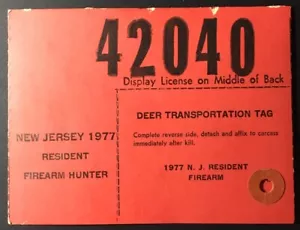 42040
Display License on Middle of Back
DEER TRANSPORTATION TAG
NEW JERSEY 1977
RESIDENT
FIREARM HUNTER
Complete reverse side, detach and affix to carcass
immediately after kill.
1977 N. J. RESIDENT
FIREARM